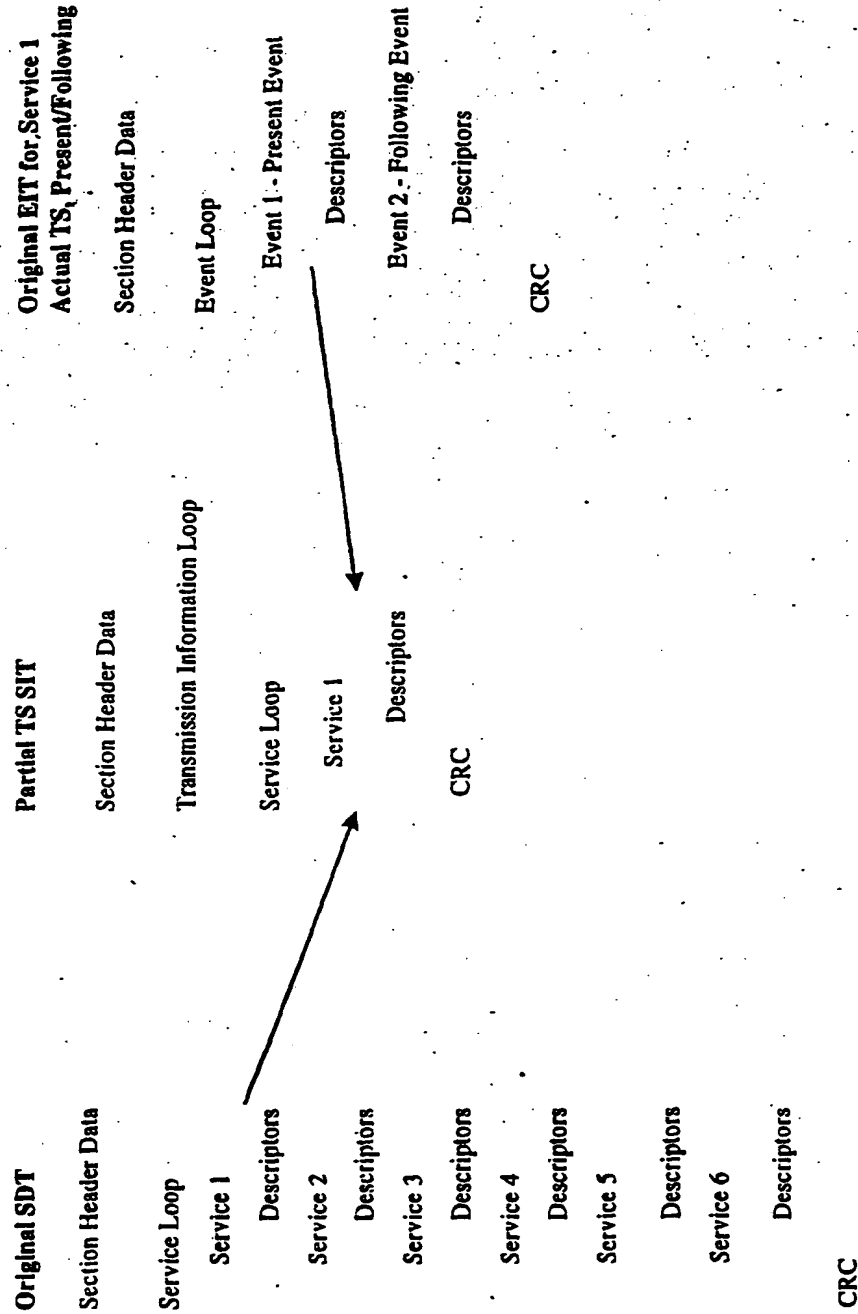 Original SDT
Section Header Data
Service Loop
Service 1
Descriptors
Service 2
Descriptors
Service 3
Descriptors
Service 4
Descriptors
Service 5
Descriptors
Service 6
Descriptors
CRC
Partial TS SIT
Section Header Data
Transmission Information Loop
Service Loop
Service 1
Descriptors
CRC
Original EIT for Service 1
Actual TS, Present/Following
Section Header Data
Event Loop
Event 1 - Present Event
Descriptors
Event 2 - Following Event
Descriptors
CRC